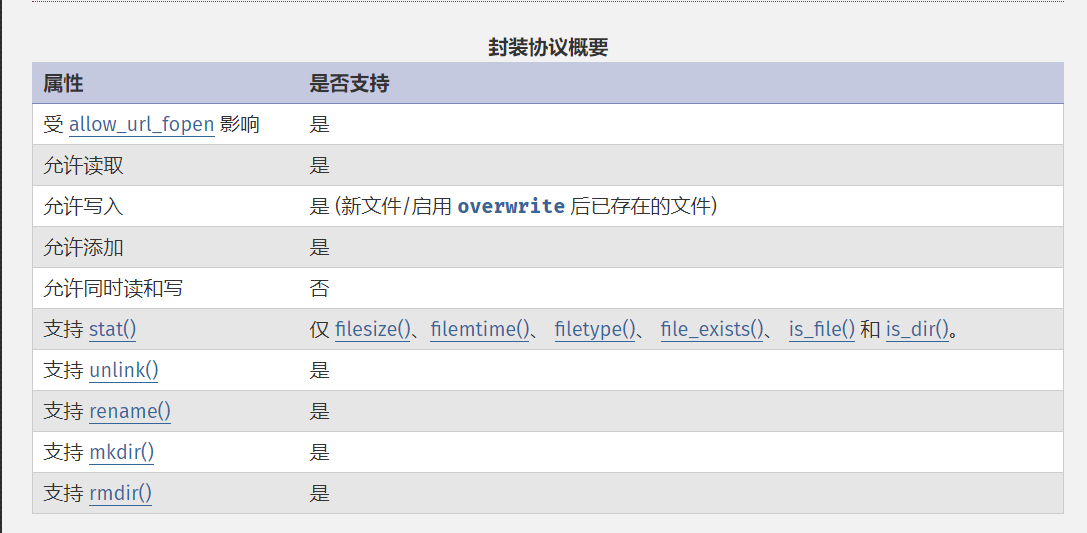 封装协议概要
属性 是否支持
受 allow_url_fopen 影响 是
允许读取 是
允许写入 是 (新文件/启用 overwrite 后已存在的文件)
允许添加 是
允许同时读和写 否
支持 stat() 仅 filesize()、filemtime()、 filetype()、 file_exists()、 is_file() 和 is_dir()。
支持 unlink() 是
支持 rename() 是
支持 mkdir() 是
支持 rmdir() 是